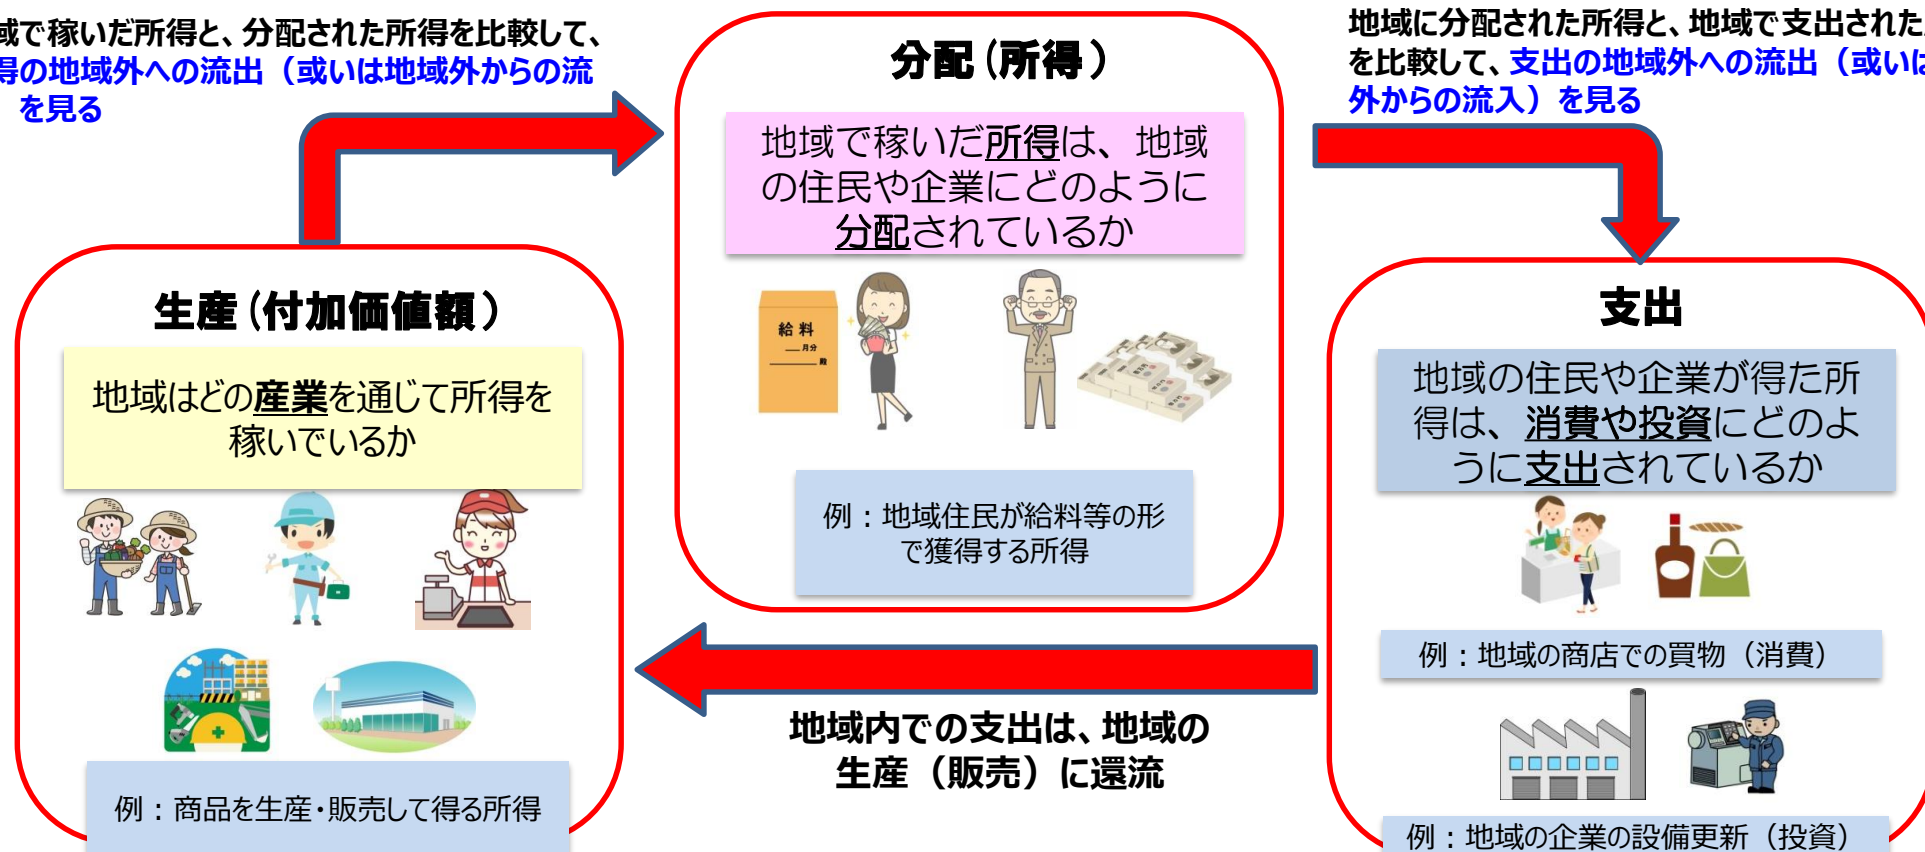 域で稼いだ所得と、分配された所得を比較して、
得の地域外への流出（或いは地域外からの流
を見る
分配(所得)
地域で稼いだ所得は、地域
の住民や企業にどのように
分配されているか
給料
月分
殿
例：地域住民が給料等の形
で獲得する所得
地域に分配された所得と、地域で支出された
を比較して、支出の地域外への流出（或いは
外からの流入）を見る
生産(付加価値額)
地域はどの産業を通じて所得を
稼いでいるか
例：商品を生産・販売して得る所得
支出
地域の住民や企業が得た所
得は、消費や投資にどのよ
うに支出されているか
例：地域の商店での買物（消費）
例：地域の企業の設備更新（投資）
地域内での支出は、地域の
生産（販売）に還流